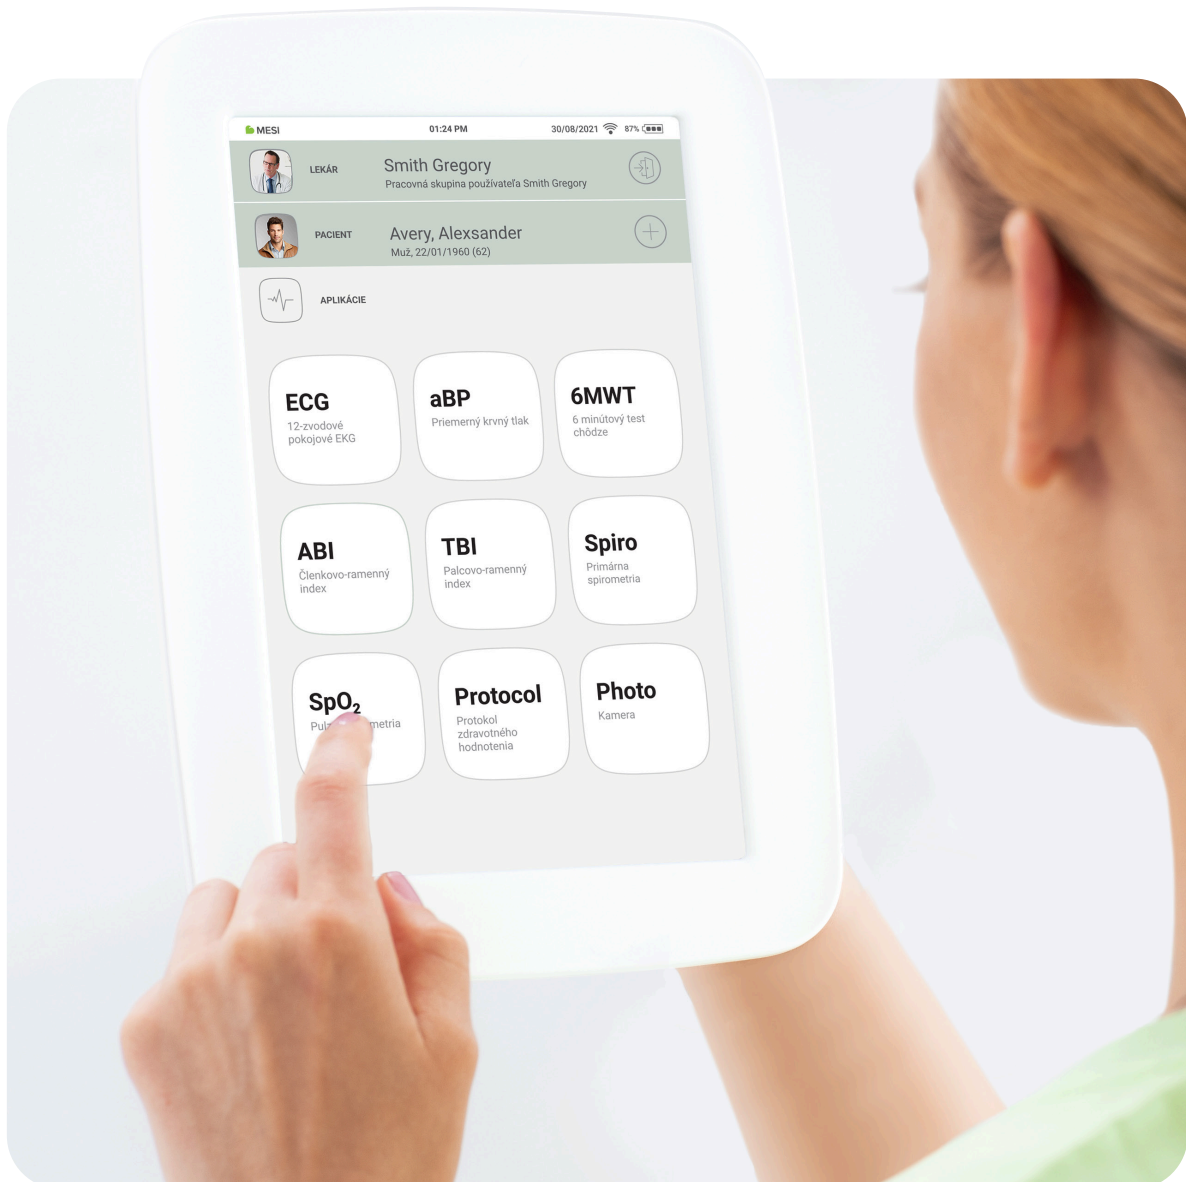 MESI 01:24 PM 30/08/2021 87%
LEKÁR Smith Gregory
Pracovná skupina používateľa Smith Gregory
PACIENT Avery, Alexsander
Muž, 22/01/1960 (62)
APLIKÁCIE
ECG
12-zvodové
pokojové EKG
aBP
Priemerný krvný tlak
6MWT
6 minútový test
chôdze
ABI
Členkovo-ramenný
index
TBI
Palcovo-ramenný
index
Spiro
Primárna
spirometria
SpO₂
Protocol
Protokol
zdravotného
hodnotenia
Photo
Kamera